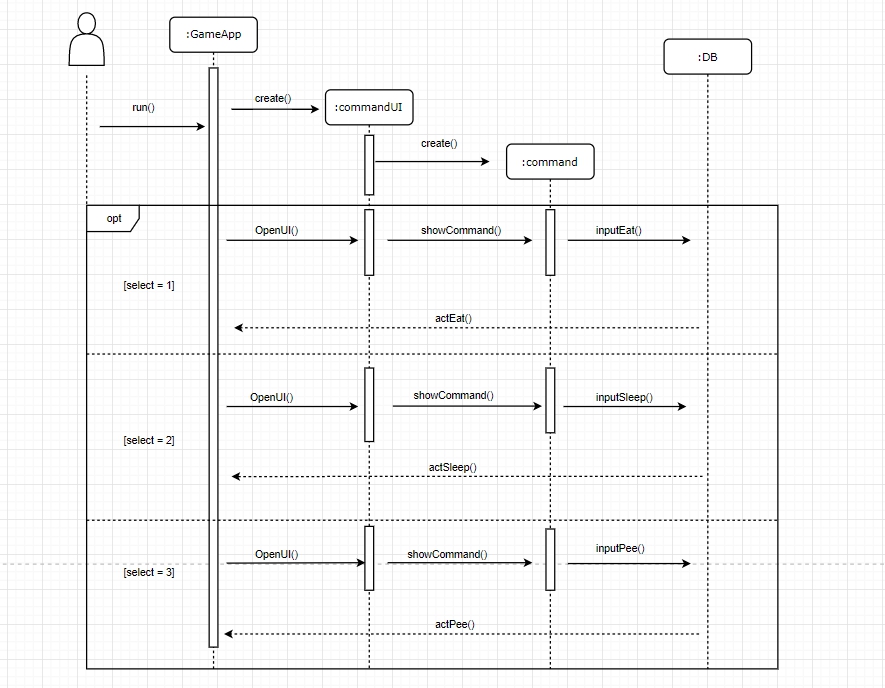 :GameApp
:DB
create()
run()
:commandUI
create()
:command
opt
OpenUI()
showCommand()
inputEat()
[select = 1]
actEat()
OpenUI()
showCommand()
inputSleep()
[select = 2]
actSleep()
OpenUI()
showCommand()
inputPee()
[select = 3]
actPee()